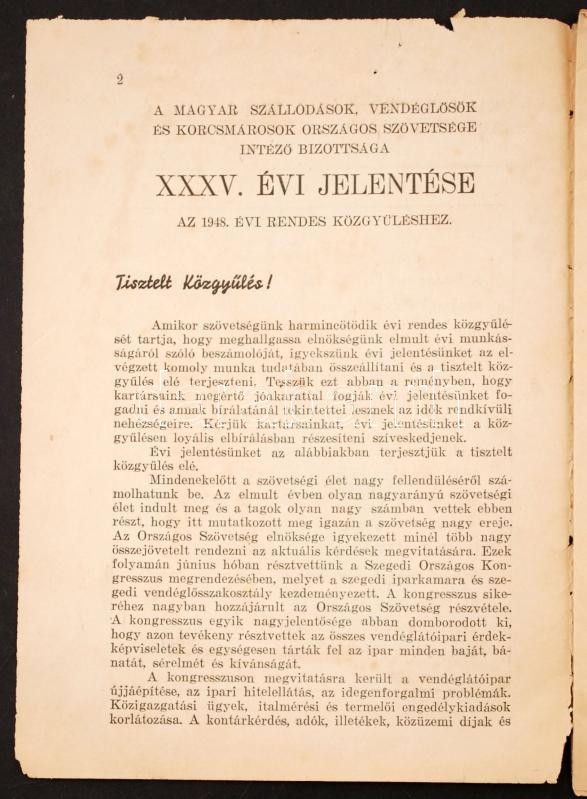 2
A MAGYAR SZÁLLODÁSOK, VENDÉGLŐSÖK
ÉS KORCSMÁROSOK ORSZÁGOS SZÖVETSÉGE
INTÉZŐ BIZOTTSÁGA
XXXV. ÉVI JELENTÉSE
AZ 1948. ÉVI RENDES KÖZGYÜLÉSHEZ.
Tisztelt Közgyűlés!
Amikor szövetségünk harmincötödik évi rendes közgyűlé-
sét tartja, hogy meghallgassa elnökségünk elmult évi munkás-
ságáról szóló beszámolóját, igyekszünk évi jelentésünket az el-
végzett komoly munka tudatában összeállítani és a tisztelt köz-
gyűlés elé terjeszteni. Tesszük ezt abban a reményben, hogy
kartársaink megértő jóakarattal fogják évi jelentésünket fo-
gadni és annak bírálatánál tekintettel lesznek az idők rendkívüli
nehézségeire. Kérjük kartársainkat, évi jelentésünket a köz-
gyűlésen loyális elbírálásban részesíteni szíveskedjenek.
Évi jelentésünket az alábbiakban terjesztjük a tisztelt
közgyűlés elé.
Mindenekelőtt a szövetségi élet nagy fellendüléséről szá-
molhatunk be. Az elmult évben olyan nagyarányú szövetségi
élet indult meg és a tagok olyan nagy számban vettek ebben
részt, hogy itt mutatkozott meg igazán a szövetség nagy ereje.
Az Országos Szövetség elnöksége igyekezett minél több nagy
összejövetelt rendezni az aktuális kérdések megvitatására. Ezek
folyamán június hóban résztvettünk a Szegedi Országos Kon-
gresszus megrendezésében, melyet a szegedi iparkamara és sze-
gedi vendéglősszakosztály kezdeményezett. A kongresszus sike-
réhez nagyban hozzájárult az Országos Szövetség részvétele.
A kongresszus egyik nagyjelentősége abban domborodott ki,
hogy azon tevékeny résztvettek az összes vendéglátóipari érdek-
képviseletek és egységesen tárták fel az ipar minden baját, bá-
natát, sérelmét és kívánságát.
A kongresszuson megvitatásra került a vendéglátóipar
újjáépítése, az ipari hitelellátás, az idegenforgalmi problémák.
Közigazgatási ügyek, italmérési és termelői engedélykiadások
korlátozása. A kontárkérdés, adók, illetékek, közüzemi díjak és